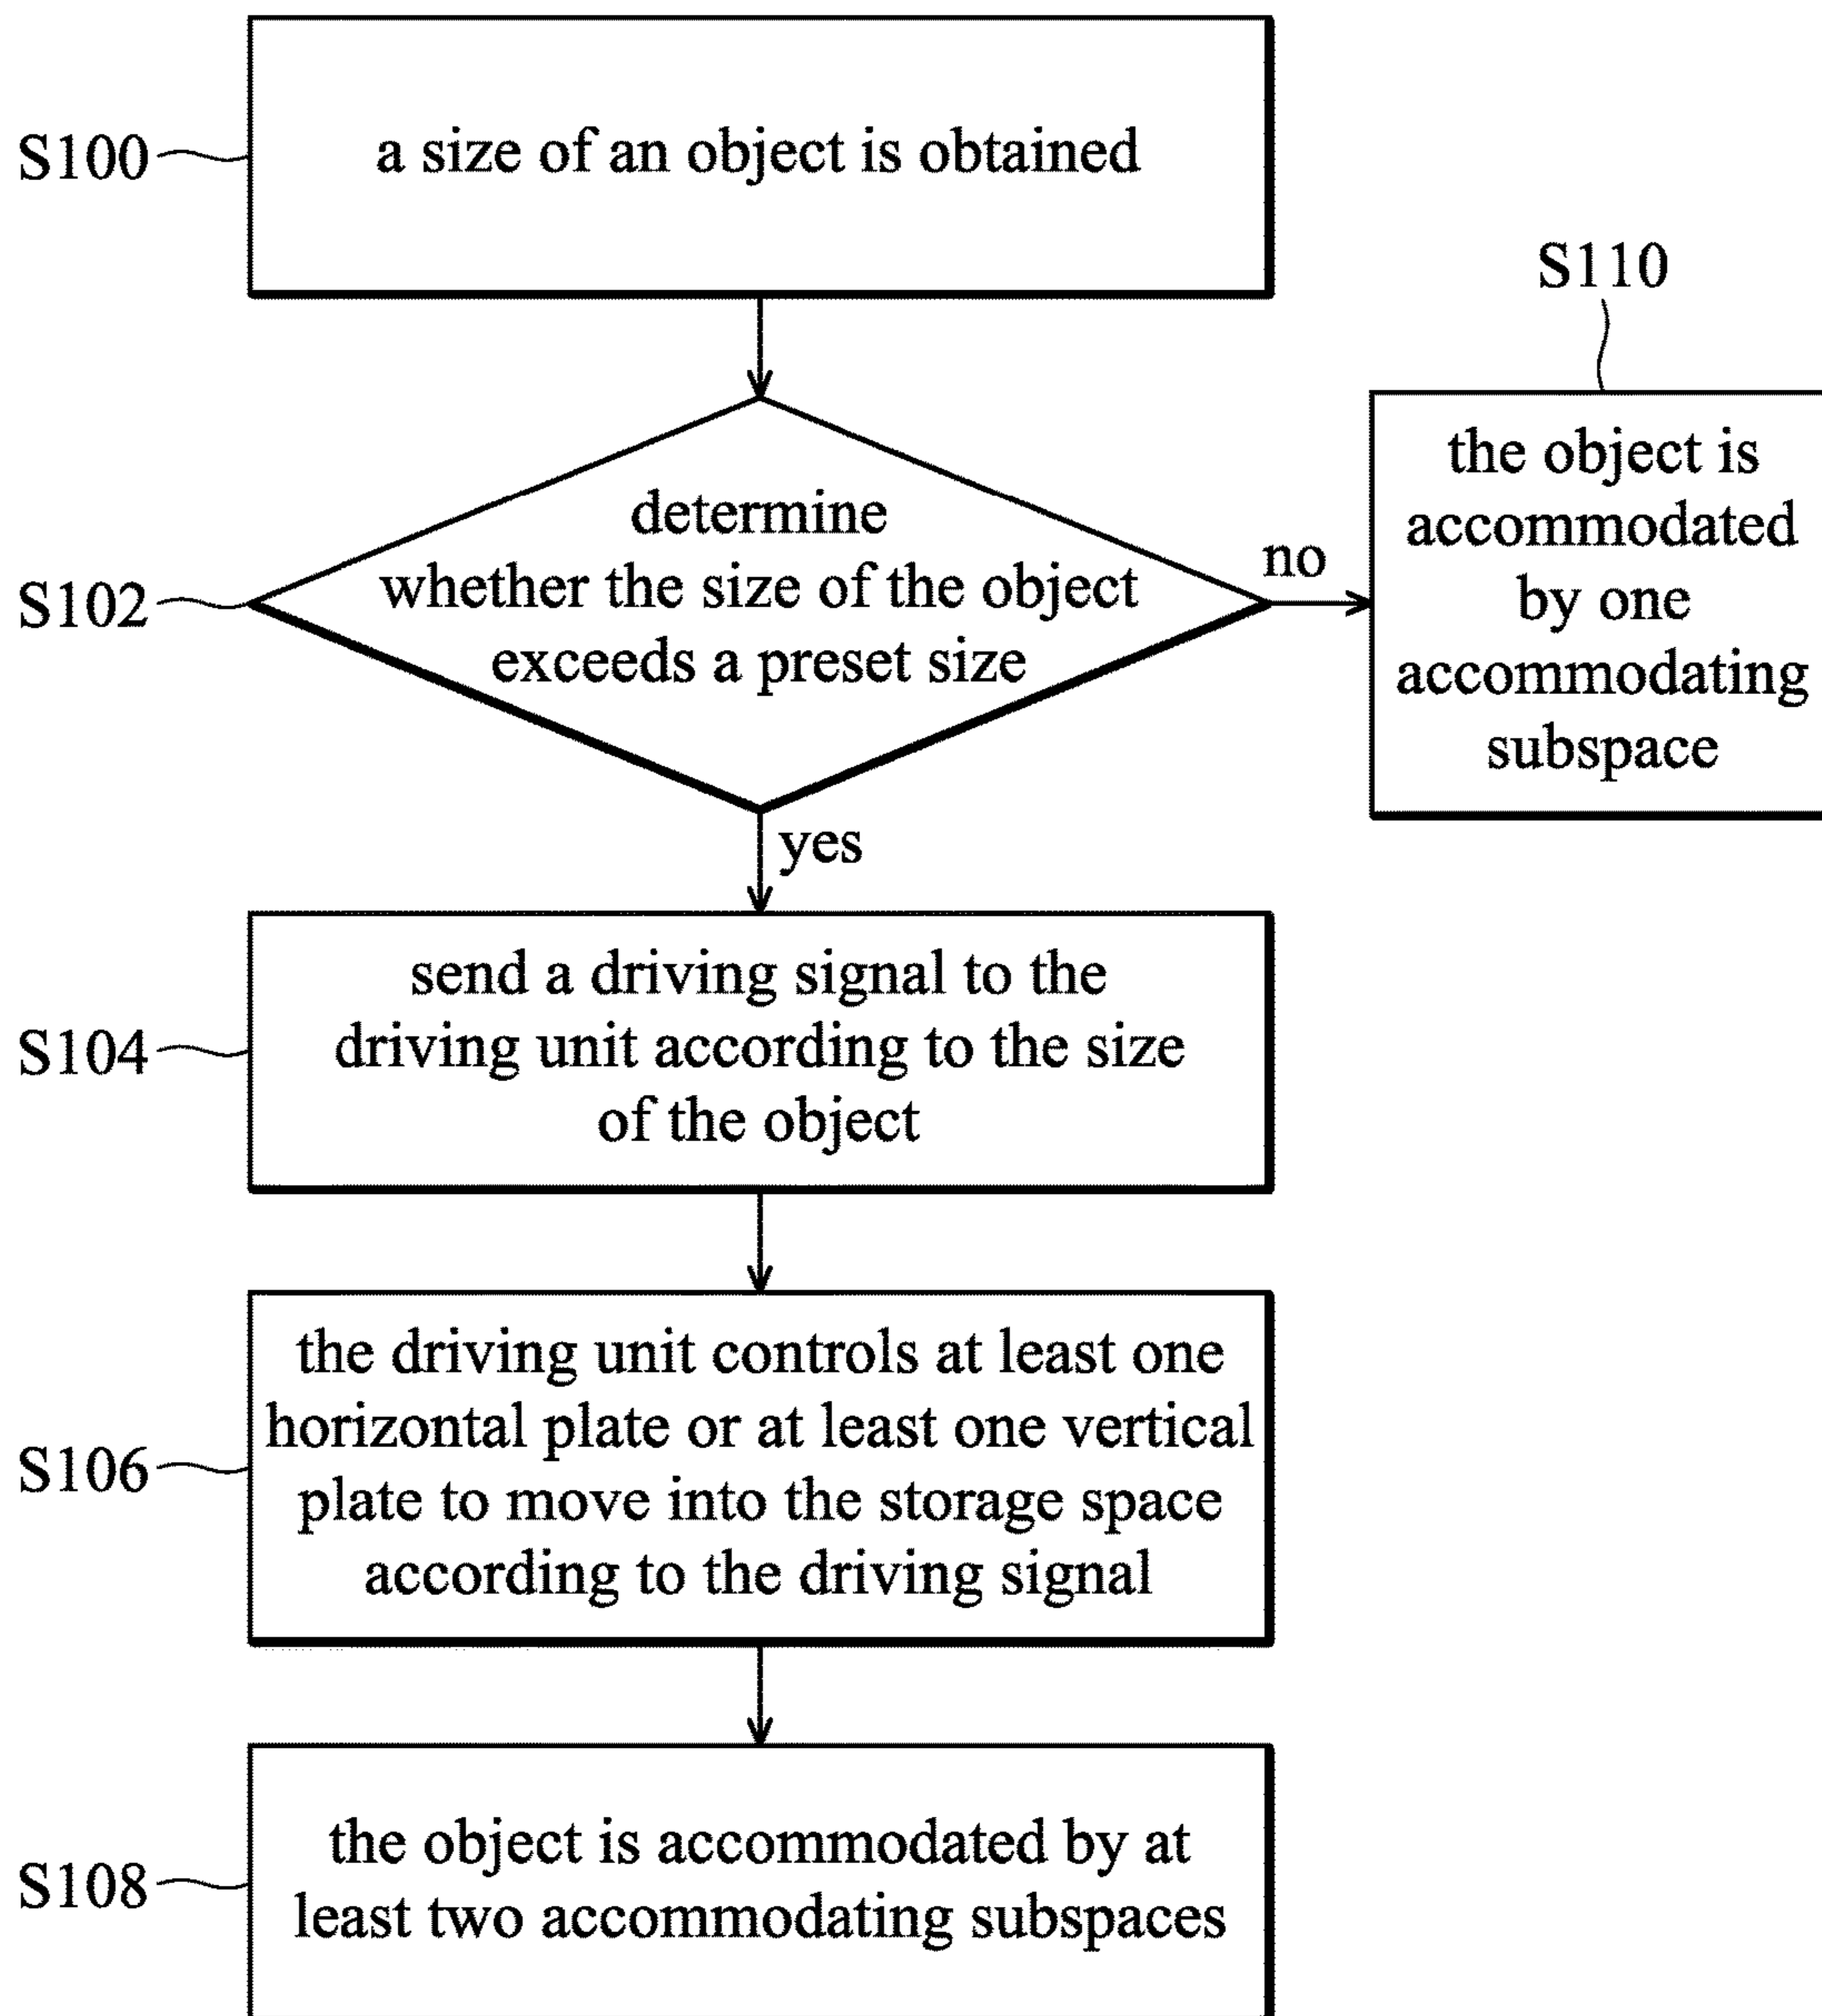 S100
a size of an object is obtained
S102
determine
whether the size of the object
exceeds a preset size
no
S110
the object is
accommodated
by one
accommodating
subspace
yes
S104
send a driving signal to the
driving unit according to the size
of the object
S106
the driving unit controls at least one
horizontal plate or at least one vertical
plate to move into the storage space
according to the driving signal
S108
the object is accommodated by at
least two accommodating subspaces